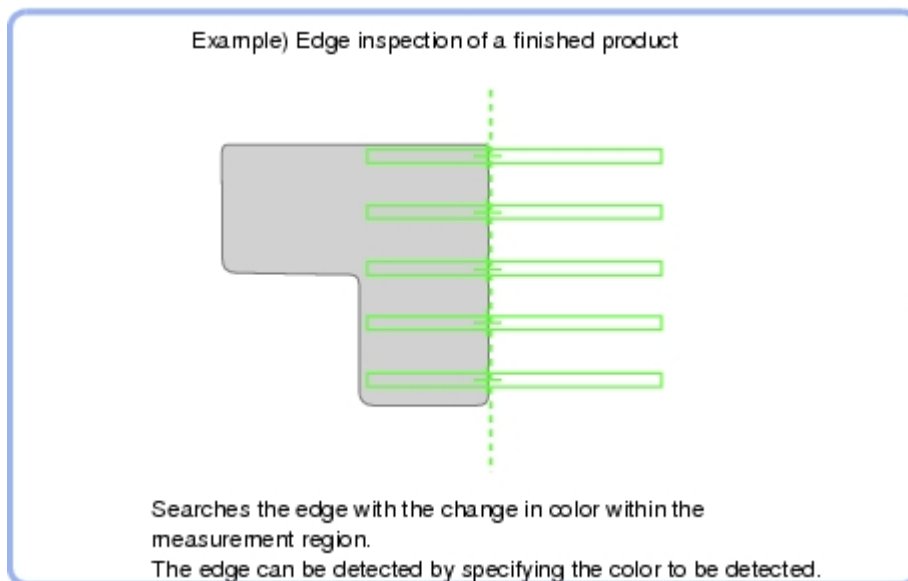 Example) Edge inspection of a finished product
Searches the edge with the change in color within the
measurement region.
The edge can be detected by specifying the color to be detected.